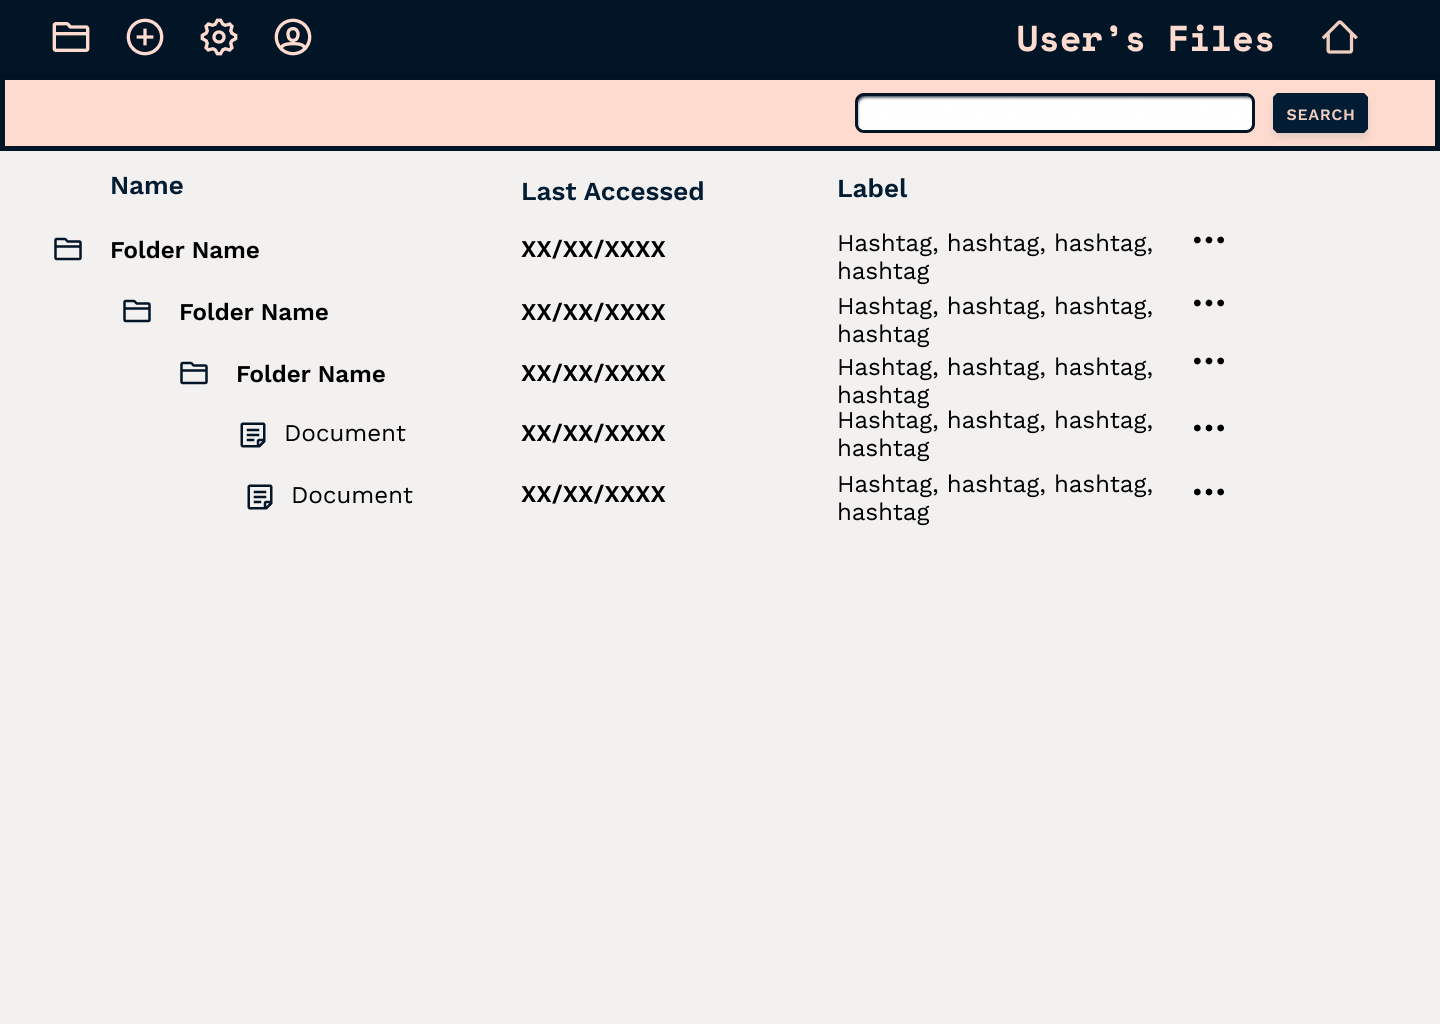 User’s Files
SEARCH
Name Last Accessed Label
Folder Name XX/XX/XXXX Hashtag, hashtag, hashtag,
hashtag
Folder Name XX/XX/XXXX Hashtag, hashtag, hashtag,
hashtag
Folder Name XX/XX/XXXX Hashtag, hashtag, hashtag,
hashtag
Document XX/XX/XXXX Hashtag, hashtag, hashtag,
hashtag
Document XX/XX/XXXX Hashtag, hashtag, hashtag,
hashtag